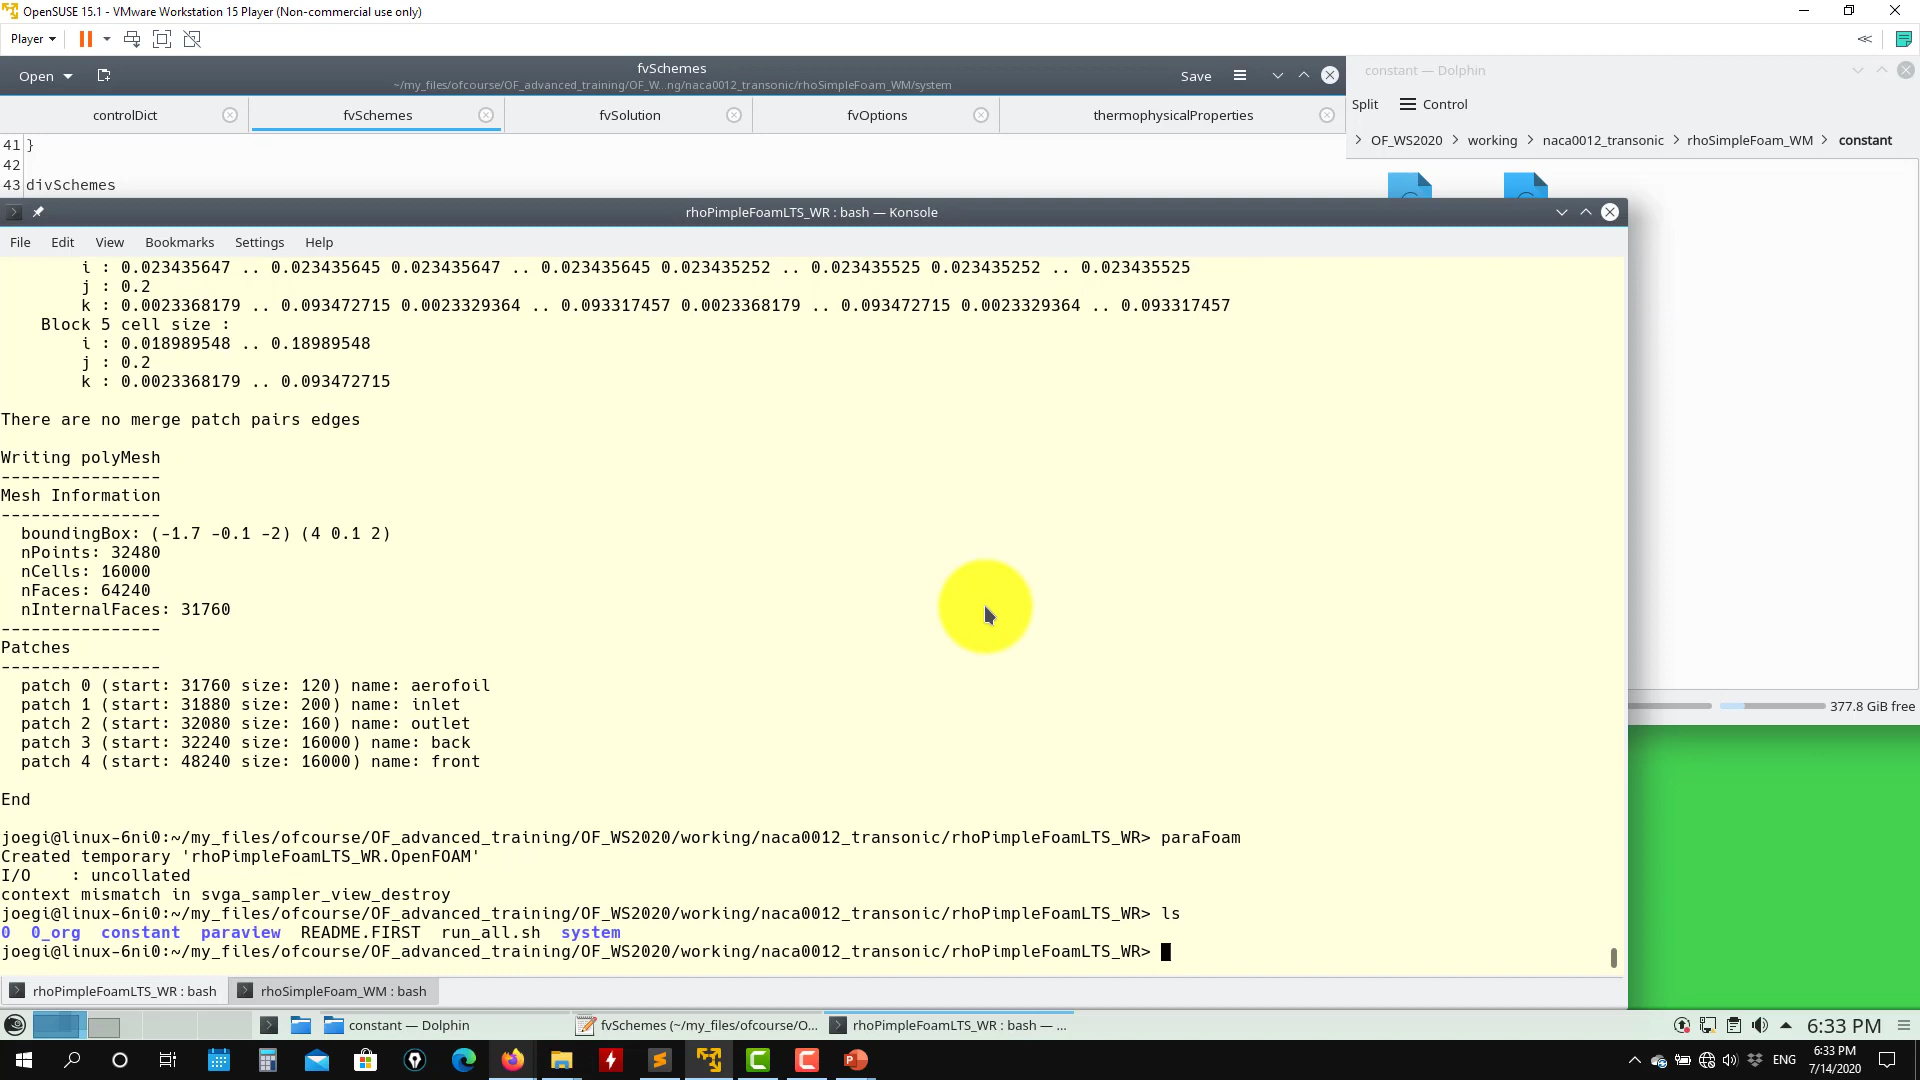 OpenSUSE 15.1 - VMware Workstation 15 Player (Non-commercial use only)
Player
Open
fvSchemes
~/my_files/ofcourse/OF_advanced_training/OF_W...ng/naca0012_transonic/rhoSimpleFoam_WM/system
Save
constant — Dolphin
controlDict
fvSchemes
fvSolution
fvOptions
thermophysicalProperties
Split
Control
OF_WS2020 > working > naca0012_transonic > rhoSimpleFoam_WM > constant
41 }
42
43 divSchemes
rhoPimpleFoamLTS_WR : bash — Konsole
File Edit View Bookmarks Settings Help
i : 0.023435647 .. 0.023435645 0.023435647 .. 0.023435645 0.023435252 .. 0.023435525 0.023435252 .. 0.023435525
j : 0.2
k : 0.0023368179 .. 0.093472715 0.0023329364 .. 0.093317457 0.0023368179 .. 0.093472715 0.0023329364 .. 0.093317457
Block 5 cell size :
i : 0.018989548 .. 0.18989548
j : 0.2
k : 0.0023368179 .. 0.093472715
There are no merge patch pairs edges
Writing polyMesh
----------------
Mesh Information
----------------
boundingBox: (-1.7 -0.1 -2) (4 0.1 2)
nPoints: 32480
nCells: 16000
nFaces: 64240
nInternalFaces: 31760
----------------
Patches
----------------
patch 0 (start: 31760 size: 120) name: aerofoil
patch 1 (start: 31880 size: 200) name: inlet
patch 2 (start: 32080 size: 160) name: outlet
patch 3 (start: 32240 size: 16000) name: back
patch 4 (start: 48240 size: 16000) name: front
End
joegi@linux-6ni0:~/my_files/ofcourse/OF_advanced_training/OF_WS2020/working/naca0012_transonic/rhoPimpleFoamLTS_WR> paraFoam
Created temporary 'rhoPimpleFoamLTS_WR.OpenFOAM'
I/O    : uncollated
context mismatch in svga_sampler_view_destroy
joegi@linux-6ni0:~/my_files/ofcourse/OF_advanced_training/OF_WS2020/working/naca0012_transonic/rhoPimpleFoamLTS_WR> ls
0  0_org  constant  paraview  README.FIRST  run_all.sh  system
joegi@linux-6ni0:~/my_files/ofcourse/OF_advanced_training/OF_WS2020/working/naca0012_transonic/rhoPimpleFoamLTS_WR>
377.8 GiB free
rhoPimpleFoamLTS_WR : bash
rhoSimpleFoam_WM : bash
constant — Dolphin
fvSchemes (~/my_files/ofcourse/O...
rhoPimpleFoamLTS_WR : bash — ...
6:33 PM
ENG
6:33 PM
7/14/2020